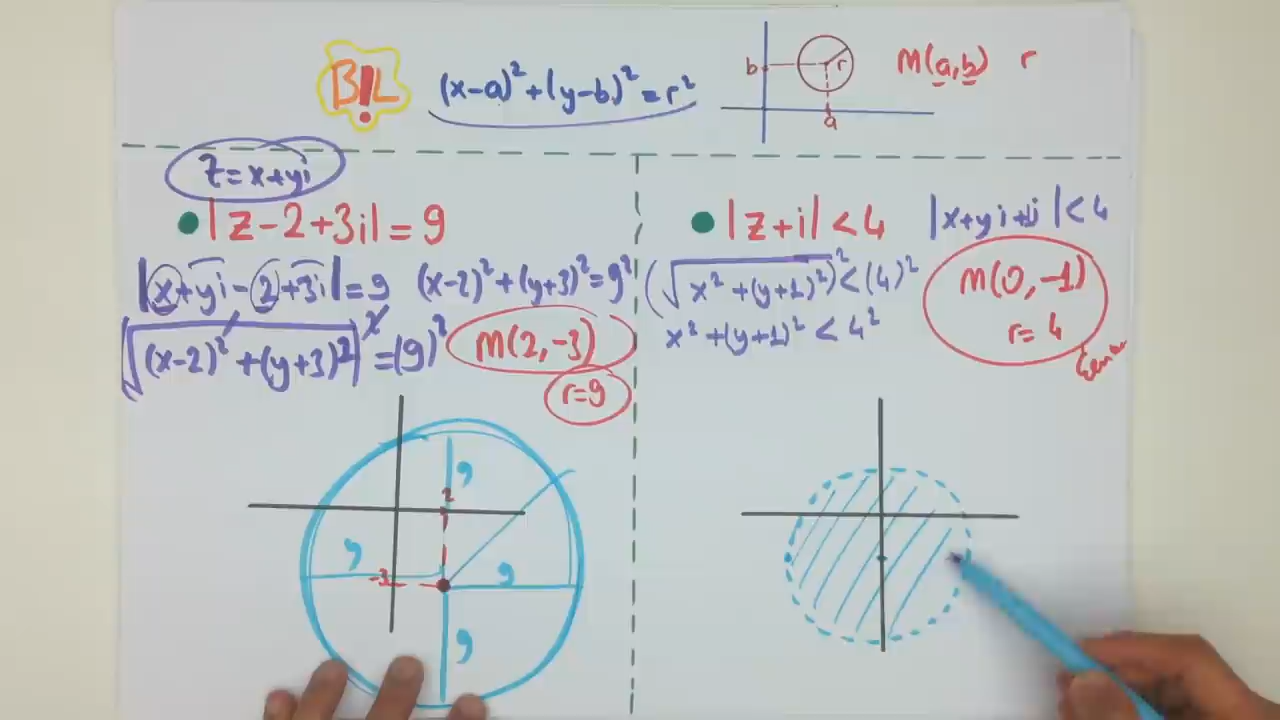 BİL
(x-a)²+(y-b)²=r²
b
r
a
M(a,b) r
z=x+yi
|z-2+3i|=9
|x+yi-2+3i|=9 (x-2)²+(y+3)²=9²
√(x-2)²+(y+3)²² =(9)²
M(2,-3)
r=9
9
2
9
-3
9
9
|z+i|<4 |x+yi+i|<4
(√x²+(y+1)²)²<(4)²
x²+(y+1)²<4²
M(0,-1)
r=4